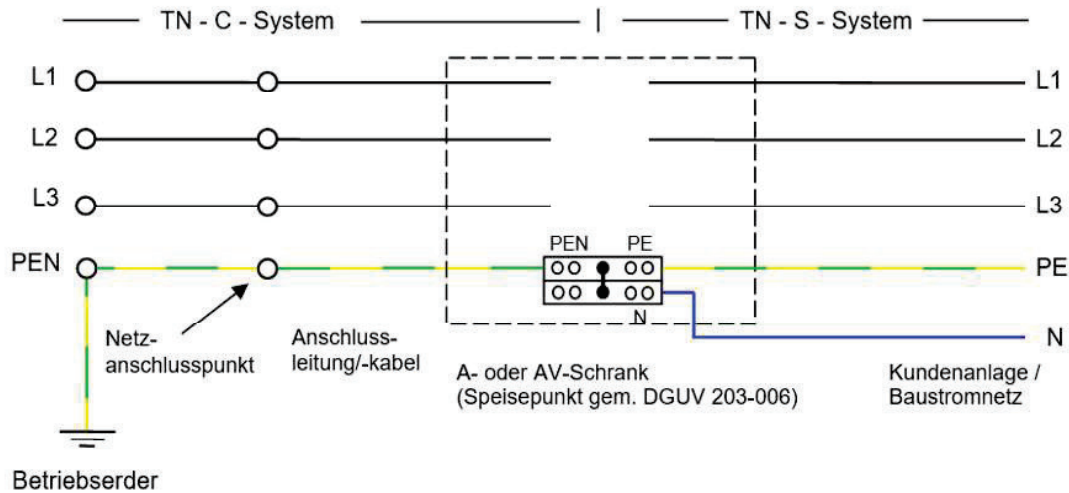 TN - C - System
TN - S - System
L1
L1
L2
L2
L3
L3
PEN
PEN
PE
PE
N
N
Netz-
anschlusspunkt
Anschluss-
leitung/-kabel
A- oder AV-Schrank
(Speisepunkt gem. DGUV 203-006)
Kundenanlage /
Baustromnetz
Betriebserder